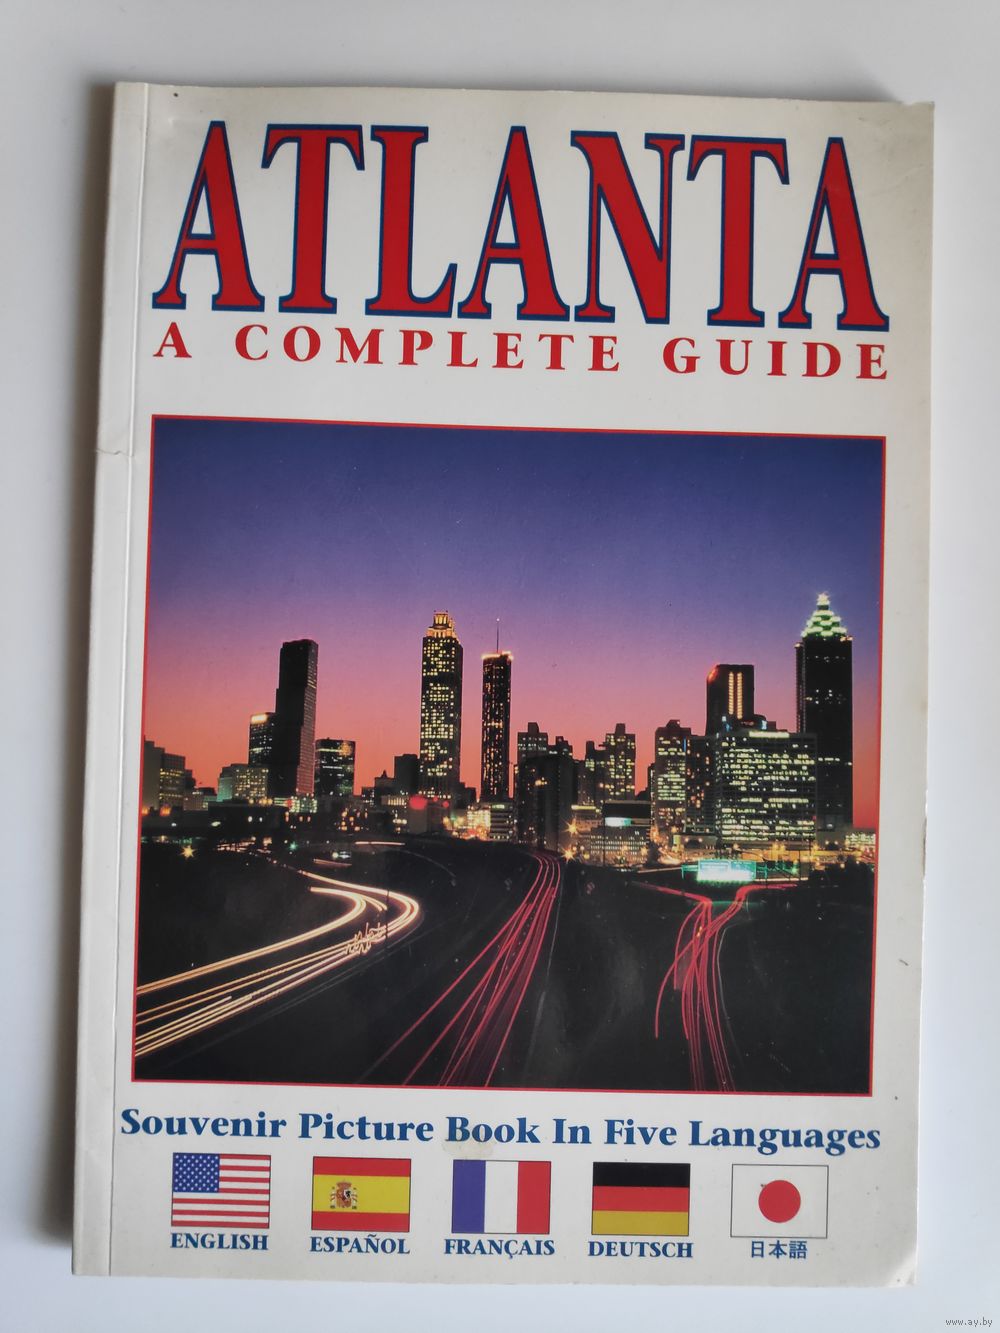 ATLANTA
A COMPLETE GUIDE
Souvenir Picture Book In Five Languages
ENGLISH ESPAÑOL FRANÇAIS DEUTSCH 日本語
www.ay.by